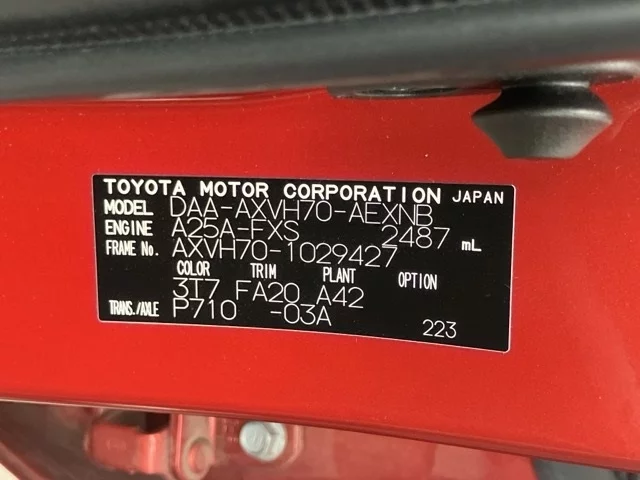 TOYOTA MOTOR CORPORATION JAPAN
MODEL DAA-AXVH70-AEXNB
ENGINE A25A-FXS 2487 mL
FRAME No. AXVH70-1029427
COLOR TRIM PLANT OPTION
3T7 FA20 A42
TRANS./AXLE P710 -03A
223